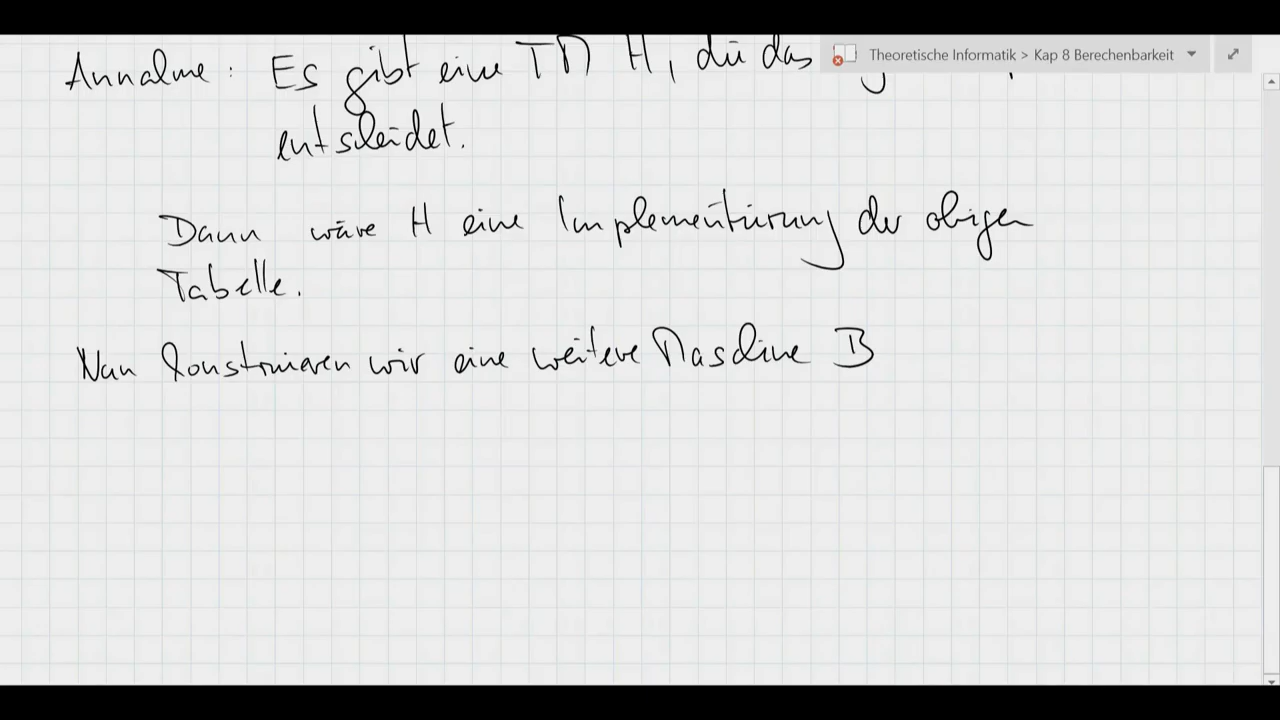 Theoretische Informatik > Kap 8 Berechenbarkeit
Annahme: Es gibt eine TM H, die das
entscheidet.
Dann wäre H eine Implementierung der obigen
Tabelle.
Nun konstruieren wir eine weitere Maschine B